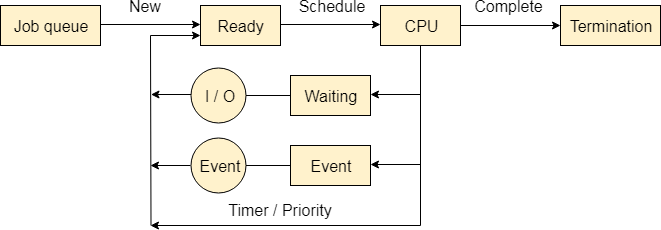 New
Schedule
Complete
Job queue
Ready
CPU
Termination
I / O
Waiting
Event
Event
Timer / Priority